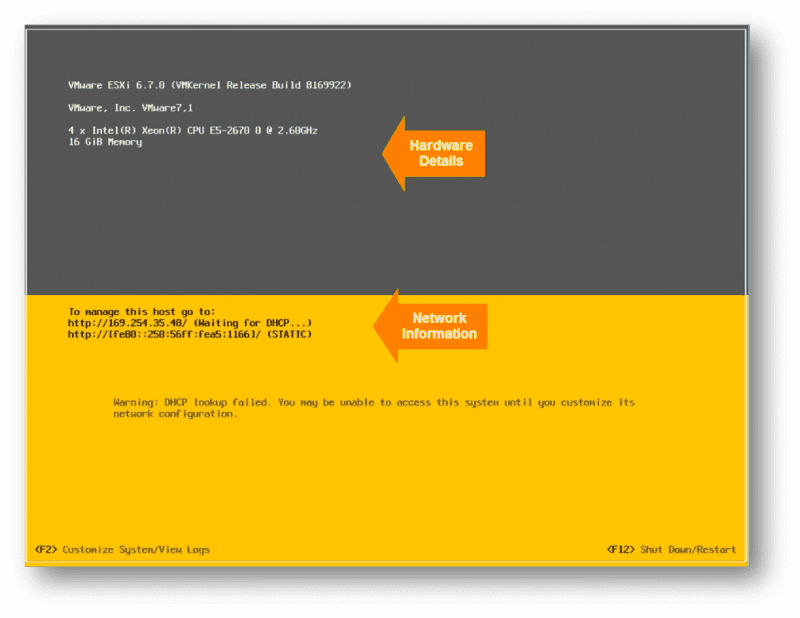 VMware ESXi 6.7.0 (VMKernel Release Build 8169922)
VMware, Inc. VMware7,1
4 x Intel(R) Xeon(R) CPU E5-2670 0 @ 2.60GHz
16 GiB Memory
Hardware
Details
To manage this host go to:
http://169.254.35.48/ (Waiting for DHCP...)
http://[fe80::250:56ff:fea5:1166]/ (STATIC)
Network
Information
Warning: DHCP lookup failed. You may be unable to access this system until you customize its
network configuration.
<F2> Customize System/View Logs
<F12> Shut Down/Restart